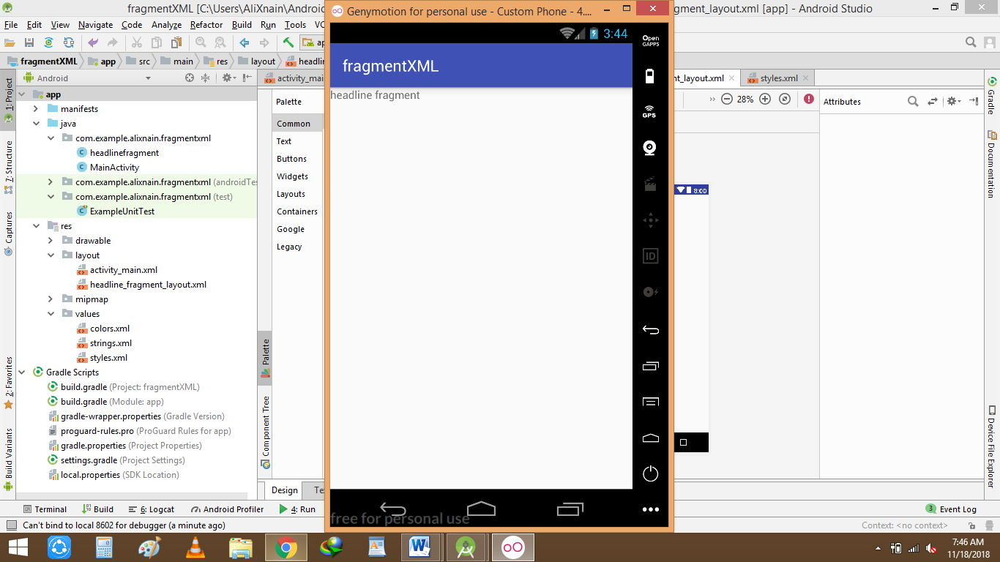 fragmentXML [C:\Users\AliXnain\Android
Genymotion for personal use - Custom Phone - 4....
gment_layout.xml [app] - Android Studio
File Edit View Navigate Code Analyze Refactor Build Run Tools VC
ap
fragmentXML app src main res layout headlin
Android
activity_mai
nt_layout.xml
styles.xml
1: Project
7: Structure
Captures
2: Favorites
Build Variants
app
manifests
java
com.example.alixnain.fragmentxml
headlinefragment
MainActivity
com.example.alixnain.fragmentxml (androidTes
com.example.alixnain.fragmentxml (test)
ExampleUnitTest
res
drawable
layout
activity_main.xml
headline_fragment_layout.xml
mipmap
values
colors.xml
strings.xml
styles.xml
Gradle Scripts
build.gradle (Project: fragmentXML)
build.gradle (Module: app)
gradle-wrapper.properties (Gradle Version)
proguard-rules.pro (ProGuard Rules for app)
gradle.properties (Project Properties)
settings.gradle (Project Settings)
local.properties (SDK Location)
Palette
Common
Text
Buttons
Widgets
Layouts
Containers
Google
Legacy
Palette
Component Tree
Design Te
3:44
fragmentXML
headline fragment
free for personal use
Open
GAPPS
GPS
ID
28%
8:00
Attributes
Gradle
Documentation
Device File Explorer
Terminal Build 6: Logcat Android Profiler 4: Run
3 Event Log
Can't bind to local 8602 for debugger (a minute ago)
Context: <no context>
7:46 AM
11/18/2018